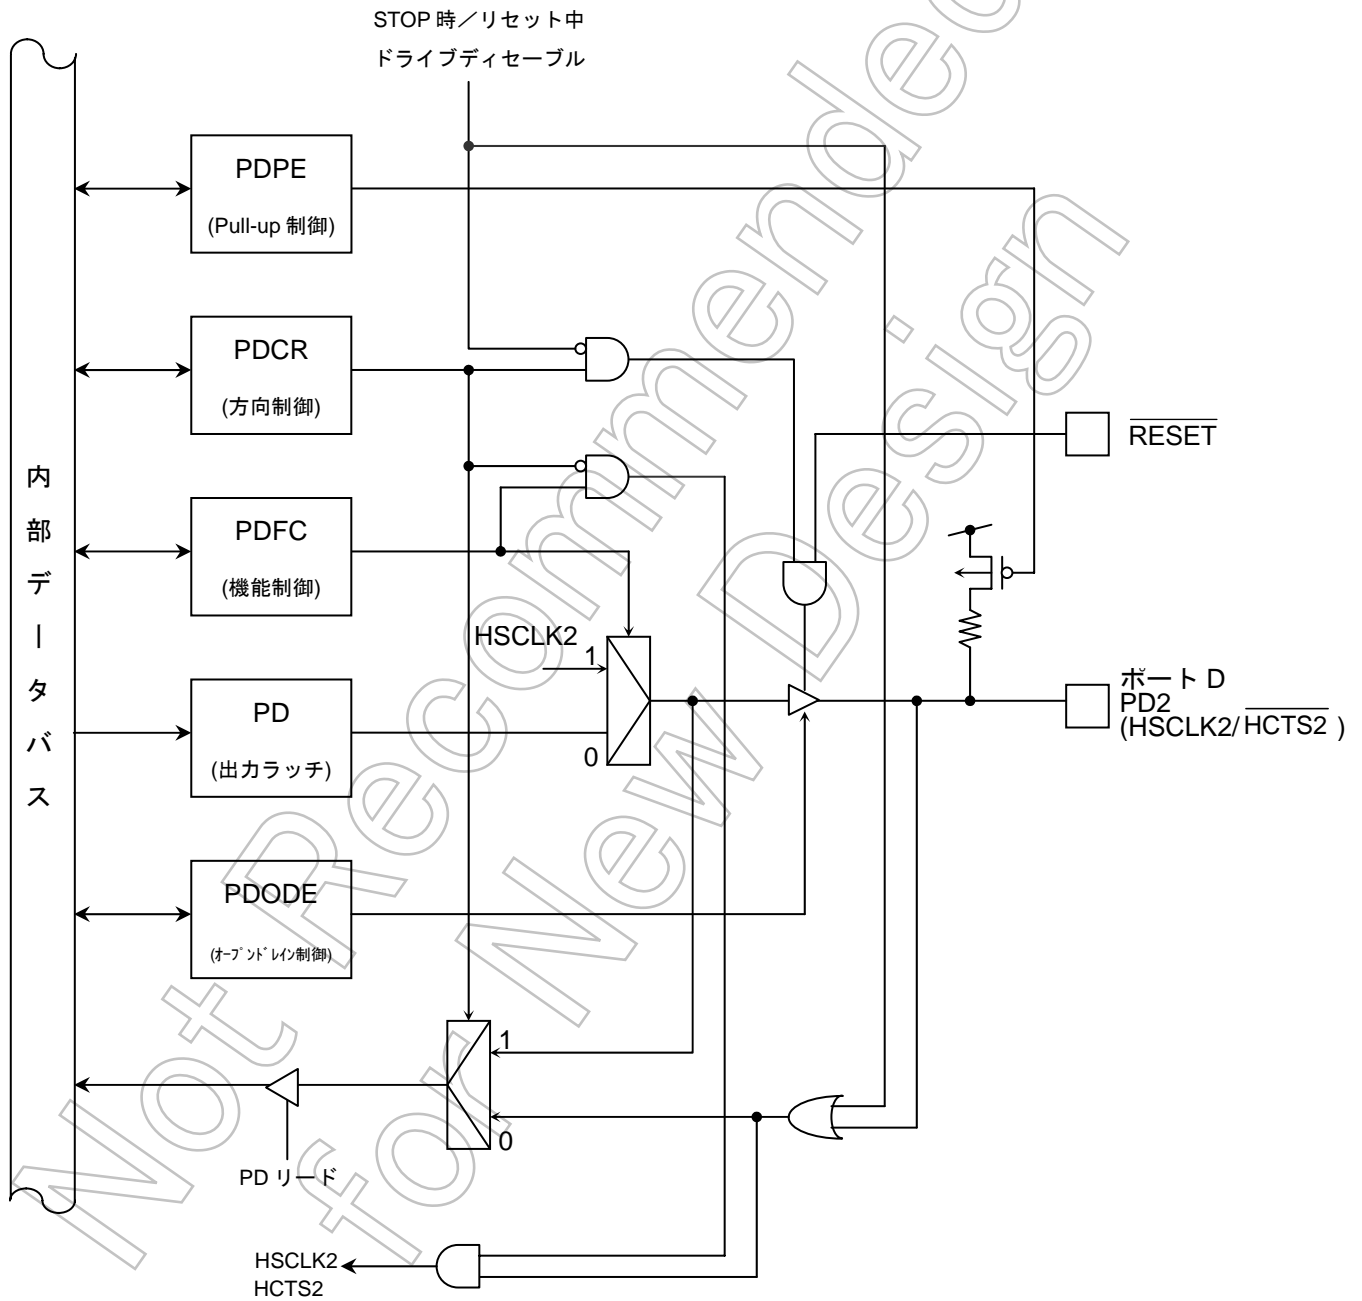 STOP 時／リセット中
ドライブディセーブル
PDPE
(Pull-up 制御)
PDCR
(方向制御)
RESET
内部データバス
PDFC
(機能制御)
HSCLK2
1
0
PD
(出力ラッチ)
ポート D
PD2
(HSCLK2/ HCTS2 )
PDODE
(ｵｰﾌﾟﾝﾄﾞﾚｲﾝ制御)
1
0
PD リード
HSCLK2
HCTS2
Not Recommended
for New Design